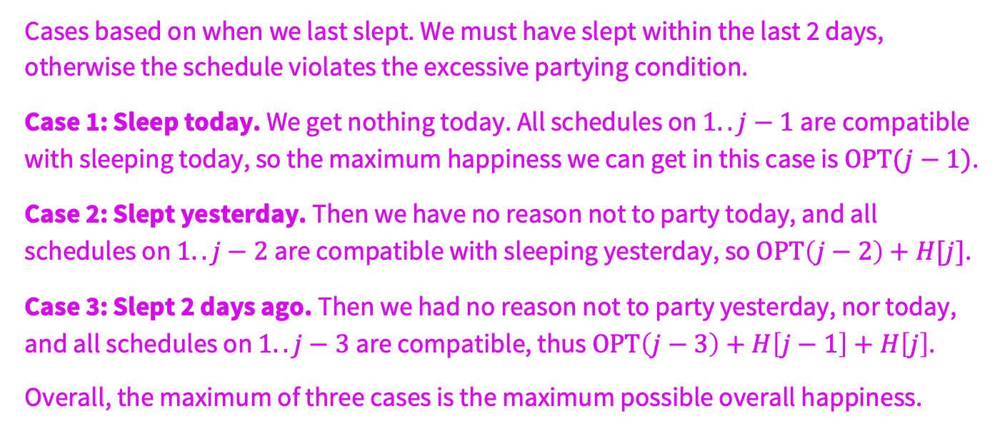 Cases based on when we last slept. We must have slept within the last 2 days,
otherwise the schedule violates the excessive partying condition.
Case 1: Sleep today. We get nothing today. All schedules on 1..j − 1 are compatible
with sleeping today, so the maximum happiness we can get in this case is OPT(j − 1).
Case 2: Slept yesterday. Then we have no reason not to party today, and all
schedules on 1..j − 2 are compatible with sleeping yesterday, so OPT(j − 2) + H[j].
Case 3: Slept 2 days ago. Then we had no reason not to party yesterday, nor today,
and all schedules on 1..j − 3 are compatible, thus OPT(j − 3) + H[j − 1] + H[j].
Overall, the maximum of three cases is the maximum possible overall happiness.